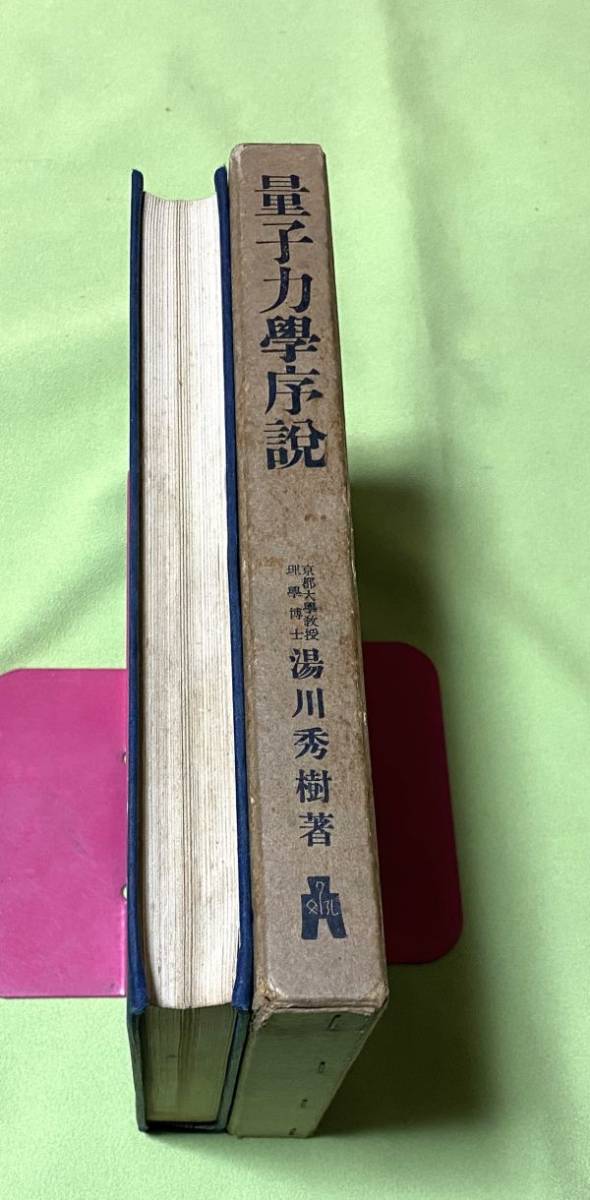 量子力學序說
京都大學教授
理學博士
湯川秀樹著